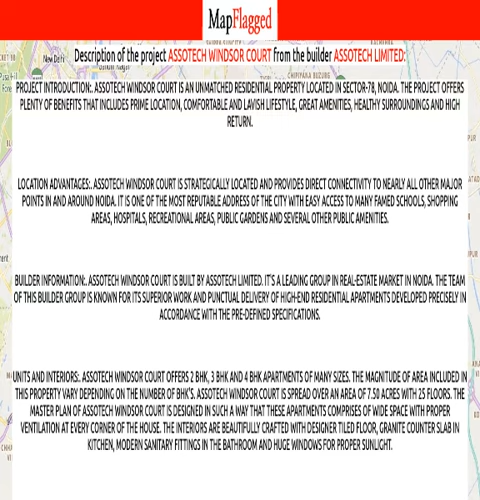 MapFlagged
New Delhi
Description of the project ASSOTECH WINDSOR COURT from the builder ASSOTECH LIMITED:
CHIPIYANA BUZURG
PROJECT INTRODUCTION:. ASSOTECH WINDSOR COURT IS AN UNMATCHED RESIDENTIAL PROPERTY LOCATED IN SECTOR-78, NOIDA. THE PROJECT OFFERS
PLENTY OF BENEFITS THAT INCLUDES PRIME LOCATION, COMFORTABLE AND LAVISH LIFESTYLE, GREAT AMENITIES, HEALTHY SURROUNDINGS AND HIGH
RETURN.
LOCATION ADVANTAGES:. ASSOTECH WINDSOR COURT IS STRATEGICALLY LOCATED AND PROVIDES DIRECT CONNECTIVITY TO NEARLY ALL OTHER MAJOR
POINTS IN AND AROUND NOIDA. IT IS ONE OF THE MOST REPUTABLE ADDRESS OF THE CITY WITH EASY ACCESS TO MANY FAMED SCHOOLS, SHOPPING
AREAS, HOSPITALS, RECREATIONAL AREAS, PUBLIC GARDENS AND SEVERAL OTHER PUBLIC AMENITIES.
BUILDER INFORMATION:. ASSOTECH WINDSOR COURT IS BUILT BY ASSOTECH LIMITED. IT'S A LEADING GROUP IN REAL-ESTATE MARKET IN NOIDA. THE TEAM
OF THIS BUILDER GROUP IS KNOWN FOR ITS SUPERIOR WORK AND PUNCTUAL DELIVERY OF HIGH-END RESIDENTIAL APARTMENTS DEVELOPED PRECISELY IN
ACCORDANCE WITH THE PRE-DEFINED SPECIFICATIONS.
UNITS AND INTERIORS:. ASSOTECH WINDSOR COURT OFFERS 2 BHK, 3 BHK AND 4 BHK APARTMENTS OF MANY SIZES. THE MAGNITUDE OF AREA INCLUDED IN
THIS PROPERTY VARY DEPENDING ON THE NUMBER OF BHK'S. ASSOTECH WINDSOR COURT IS SPREAD OVER AN AREA OF 7.50 ACRES WITH 25 FLOORS. THE
MASTER PLAN OF ASSOTECH WINDSOR COURT IS DESIGNED IN SUCH A WAY THAT THESE APARTMENTS COMPRISES OF WIDE SPACE WITH PROPER
VENTILATION AT EVERY CORNER OF THE HOUSE. THE INTERIORS ARE BEAUTIFULLY CRAFTED WITH DESIGNER TILED FLOOR, GRANITE COUNTER SLAB IN
KITCHEN, MODERN SANITARY FITTINGS IN THE BATHROOM AND HUGE WINDOWS FOR PROPER SUNLIGHT.